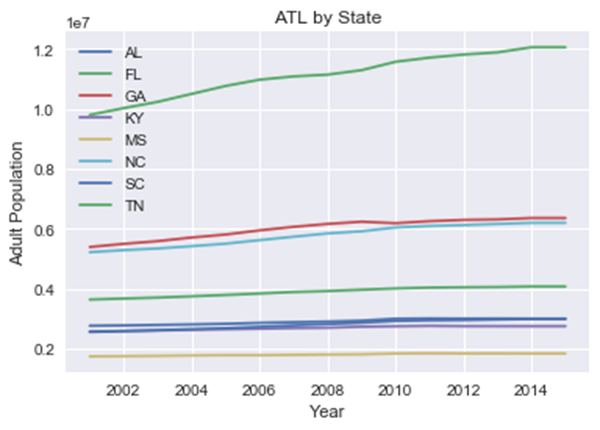 ATL by State
1e7
1.2
1.0
0.8
0.6
0.4
0.2
Adult Population
AL
FL
GA
KY
MS
NC
SC
TN
2002 2004 2006 2008 2010 2012 2014
Year